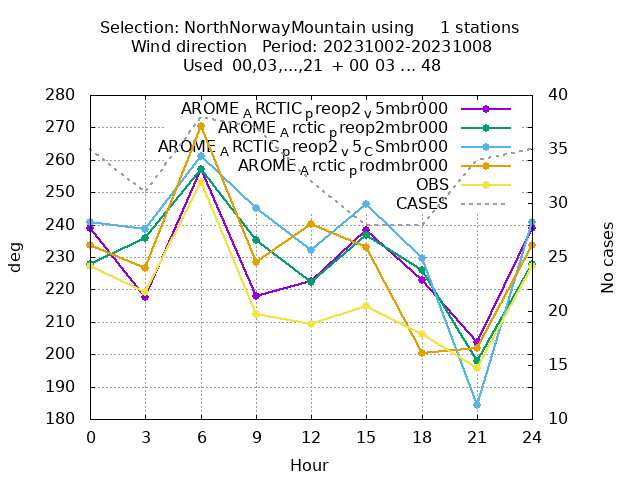 Selection: NorthNorwayMountain using     1 stations
Wind direction   Period: 20231002-20231008
Used  00,03,...,21  + 00 03 ... 48
280
270
260
250
240
230
220
210
200
190
180
40
35
30
25
20
15
10
AROME_ARCTIC_preop2_v5mbr000
AROME_Arctic_preop2mbr000
AROME_ARCTIC_preop2_v5_CSmbr000
AROME_Arctic_prodmbr000
OBS
CASES
deg
No cases
0 3 6 9 12 15 18 21 24
Hour